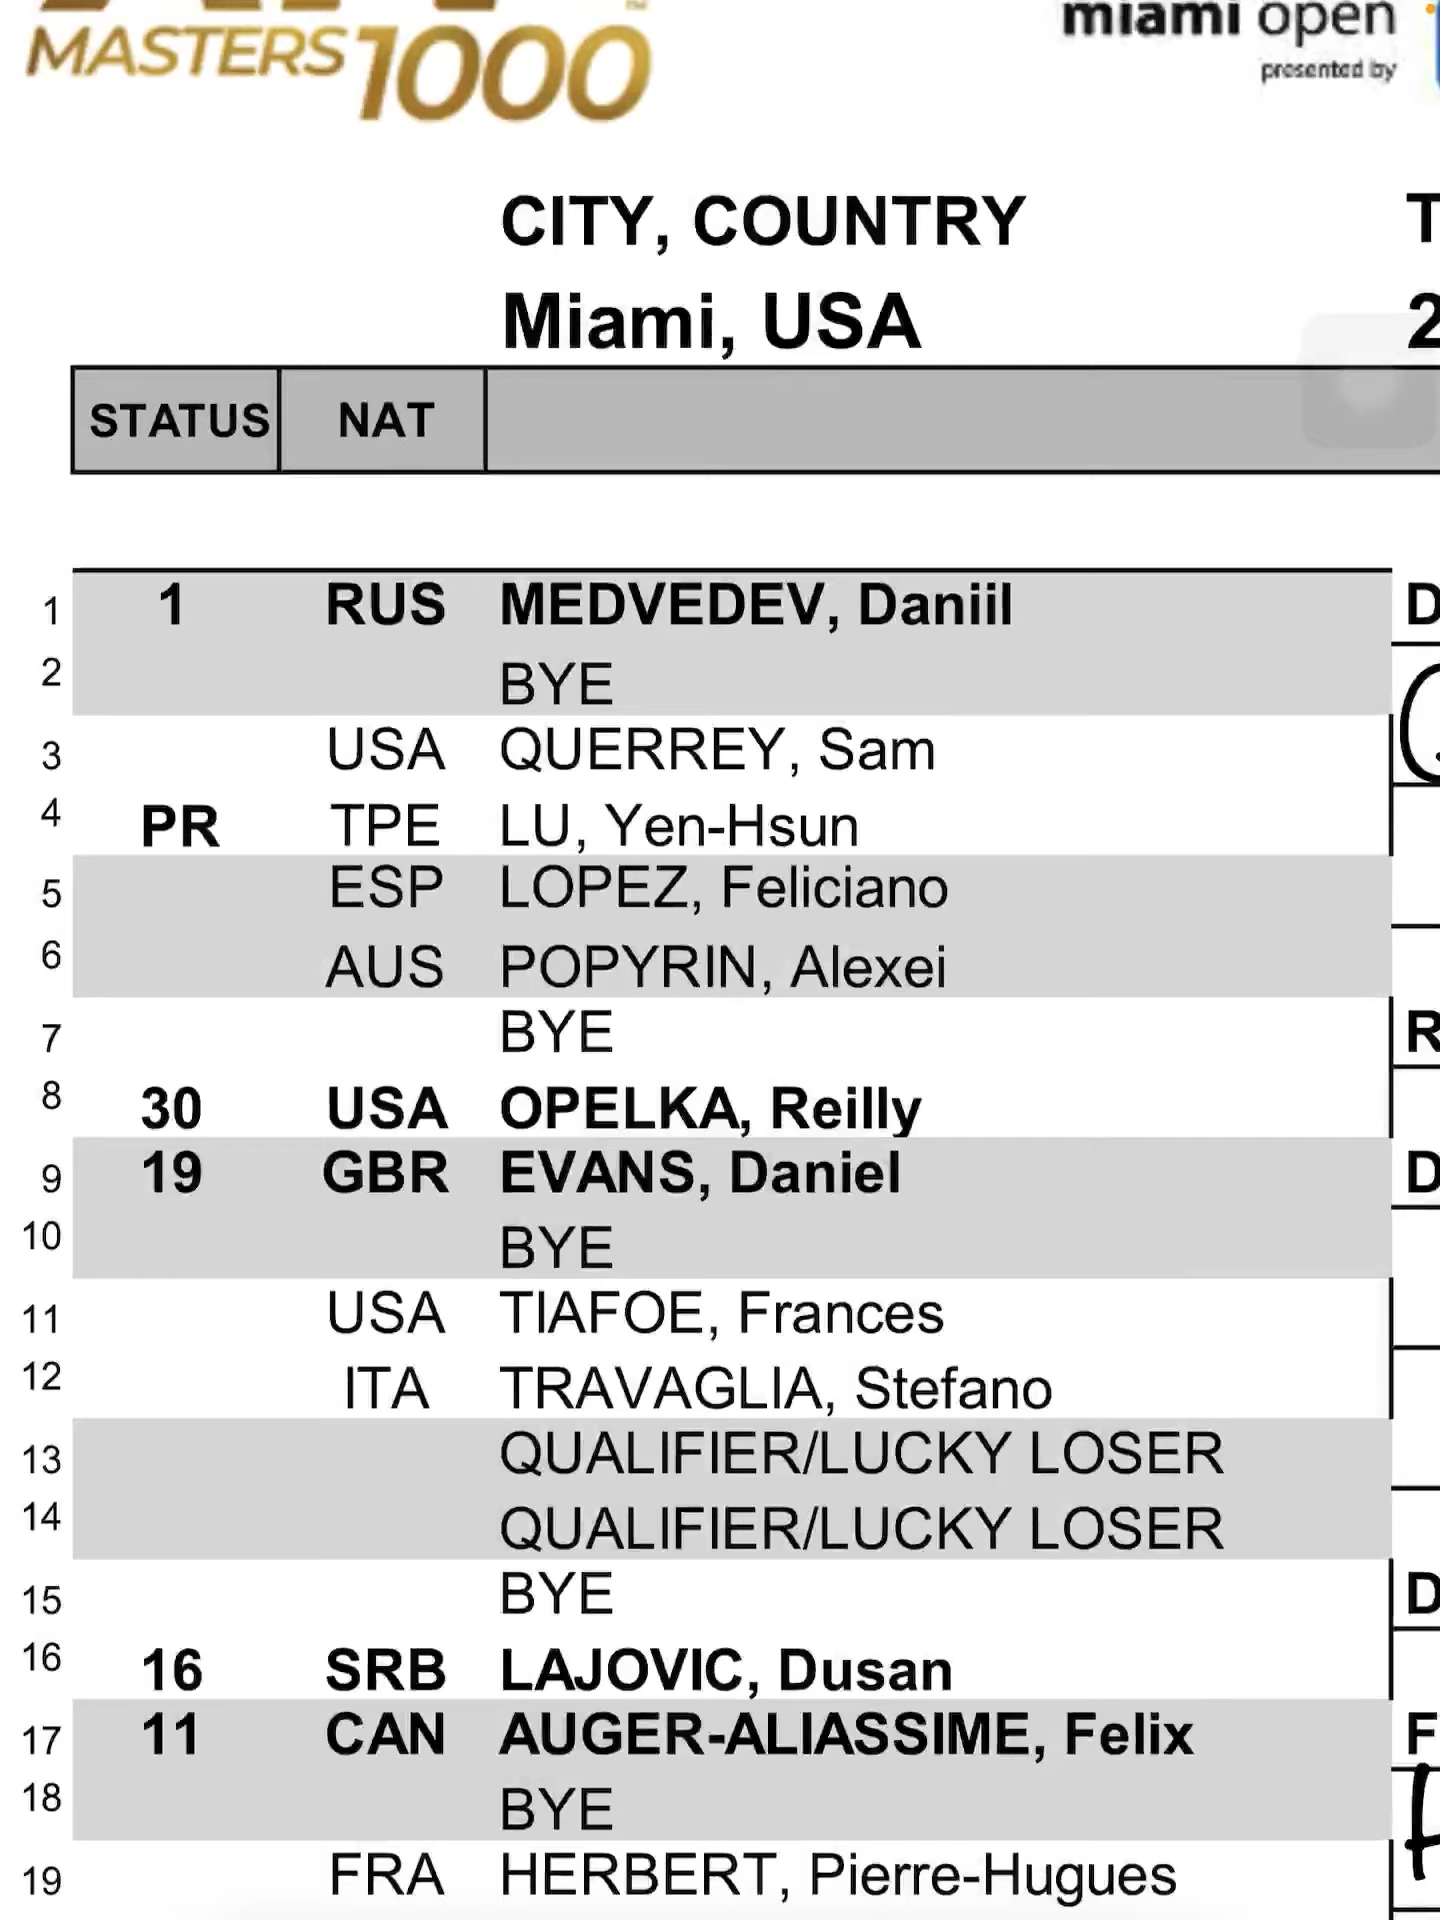 MASTERS 1000
miami open
presented by
CITY, COUNTRY
Miami, USA
STATUS NAT
1 1 RUS MEDVEDEV, Daniil
2 BYE
3 USA QUERREY, Sam
4 PR TPE LU, Yen-Hsun
5 ESP LOPEZ, Feliciano
6 AUS POPYRIN, Alexei
7 BYE
8 30 USA OPELKA, Reilly
9 19 GBR EVANS, Daniel
10 BYE
11 USA TIAFOE, Frances
12 ITA TRAVAGLIA, Stefano
13 QUALIFIER/LUCKY LOSER
14 QUALIFIER/LUCKY LOSER
15 BYE
16 16 SRB LAJOVIC, Dusan
17 11 CAN AUGER-ALIASSIME, Felix
18 BYE
19 FRA HERBERT, Pierre-Hugues